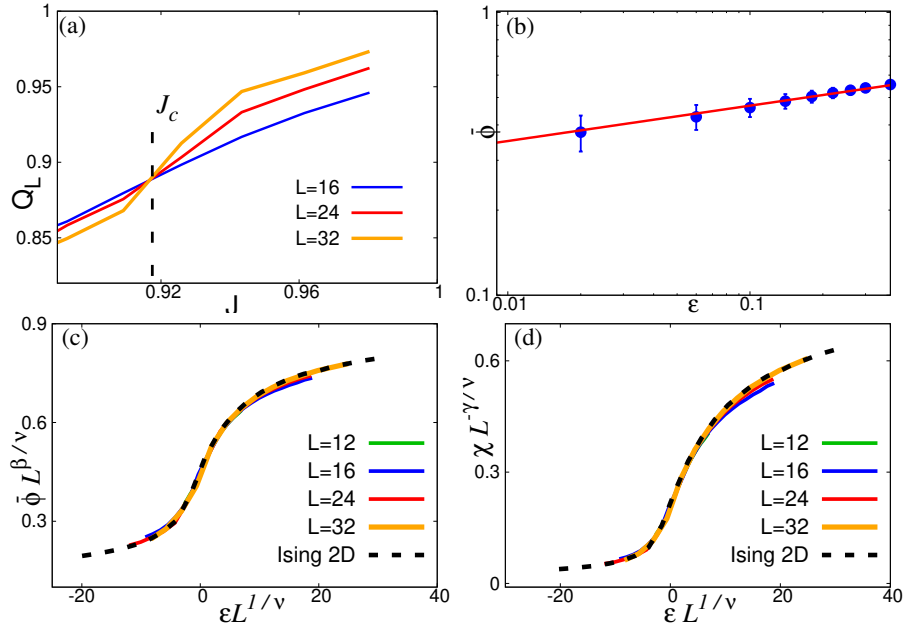 (a)
1
0.95
0.9
0.85
Q_L
J_c
L=16
L=24
L=32
0.92
0.96
1
J
(b)
1
0.1
ϕ
0.01
0.1
ε
(c)
0.9
0.6
0.3
ϕ̄ L^{β/ν}
L=12
L=16
L=24
L=32
Ising 2D
-20
0
20
40
εL^{1/ν}
(d)
0.6
0.3
0
χ L^{-γ/ν}
L=12
L=16
L=24
L=32
Ising 2D
-20
0
20
40
ε L^{1/ν}